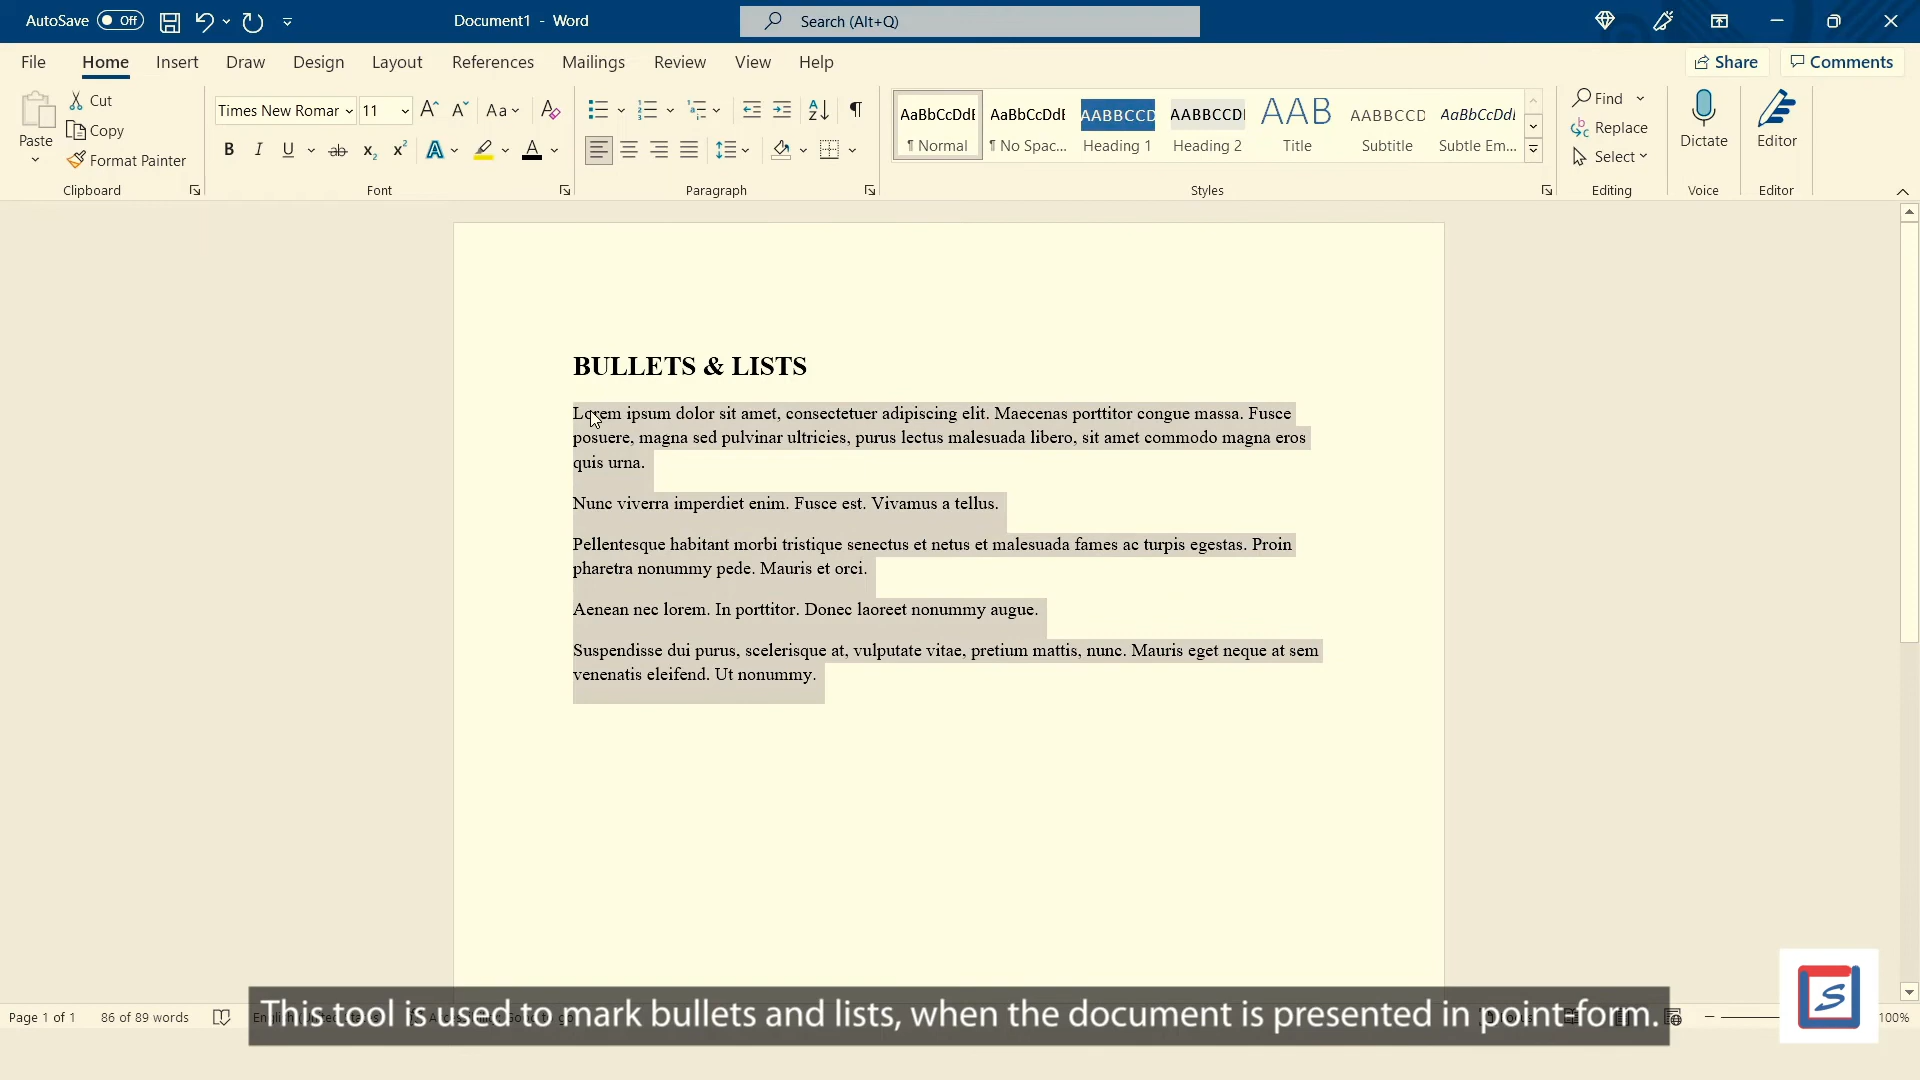 AutoSave Off Document1 - Word Search (Alt+Q)
File Home Insert Draw Design Layout References Mailings Review View Help Share Comments
Paste
Cut
Copy
Format Painter
Clipboard
Times New Romar 11
Aa
B I U ab x₂ x² A A
Font
Paragraph
AaBbCcDdE
¶ Normal
AaBbCcDdE
¶ No Spac...
AABBCCD
Heading 1
AABBCCDI
Heading 2
AAB
Title
AABBCCD
Subtitle
AaBbCcDdl
Subtle Em...
Styles
Find
Replace
Select
Editing
Dictate
Voice
Editor
Editor
BULLETS & LISTS
Lorem ipsum dolor sit amet, consectetuer adipiscing elit. Maecenas porttitor congue massa. Fusce
posuere, magna sed pulvinar ultricies, purus lectus malesuada libero, sit amet commodo magna eros
quis urna.
Nunc viverra imperdiet enim. Fusce est. Vivamus a tellus.
Pellentesque habitant morbi tristique senectus et netus et malesuada fames ac turpis egestas. Proin
pharetra nonummy pede. Mauris et orci.
Aenean nec lorem. In porttitor. Donec laoreet nonummy augue.
Suspendisse dui purus, scelerisque at, vulputate vitae, pretium mattis, nunc. Mauris eget neque at sem
venenatis eleifend. Ut nonummy.
This tool is used to mark bullets and lists, when the document is presented in point form.
Page 1 of 1 86 of 89 words 100%
S